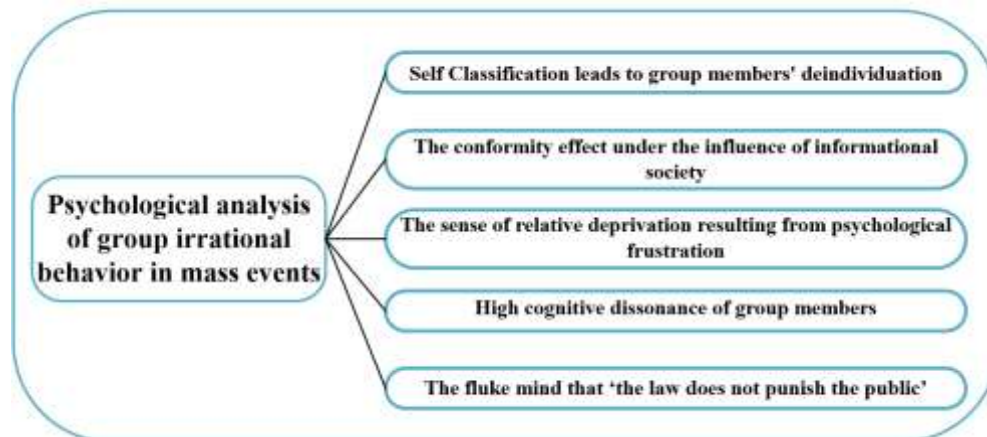 Psychological analysis
of group irrational
behavior in mass events
Self Classification leads to group members' deindividuation
The conformity effect under the influence of informational
society
The sense of relative deprivation resulting from psychological
frustration
High cognitive dissonance of group members
The fluke mind that ‘the law does not punish the public’